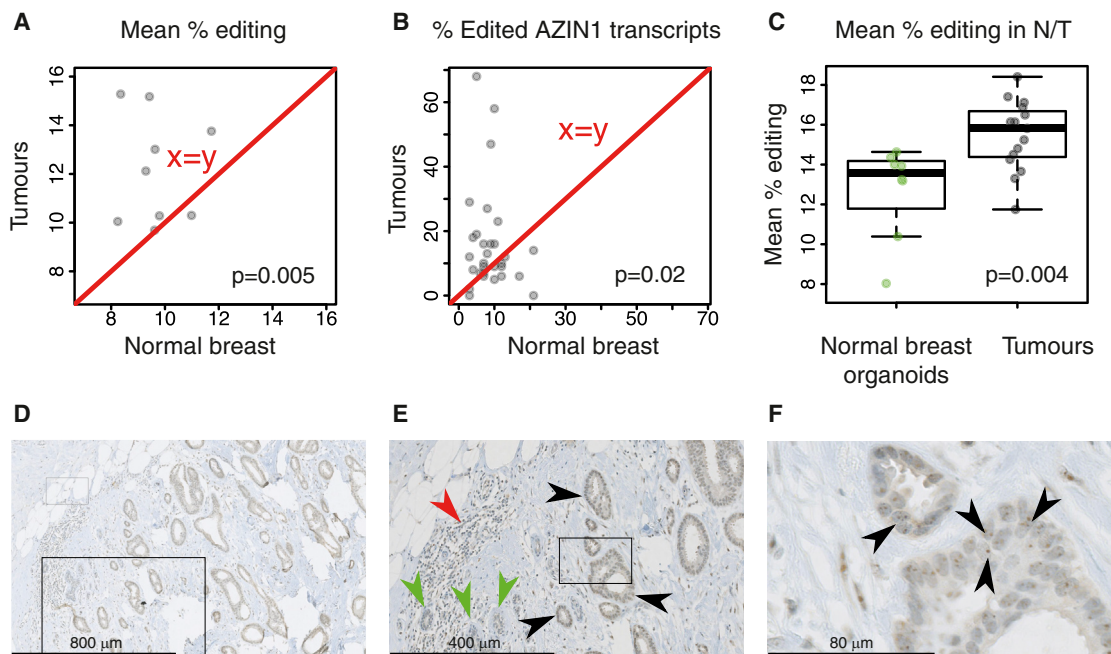 A
Mean % editing
16
14
12
10
8
Tumours
x=y
p=0.005
8
10
12
14
16
Normal breast
B
% Edited AZIN1 transcripts
60
40
20
0
Tumours
x=y
p=0.02
0
10
30
50
70
Normal breast
C
Mean % editing in N/T
18
16
14
12
10
8
Mean % editing
p=0.004
Normal breast
organoids
Tumours
D
800 µm
E
400 µm
F
80 µm